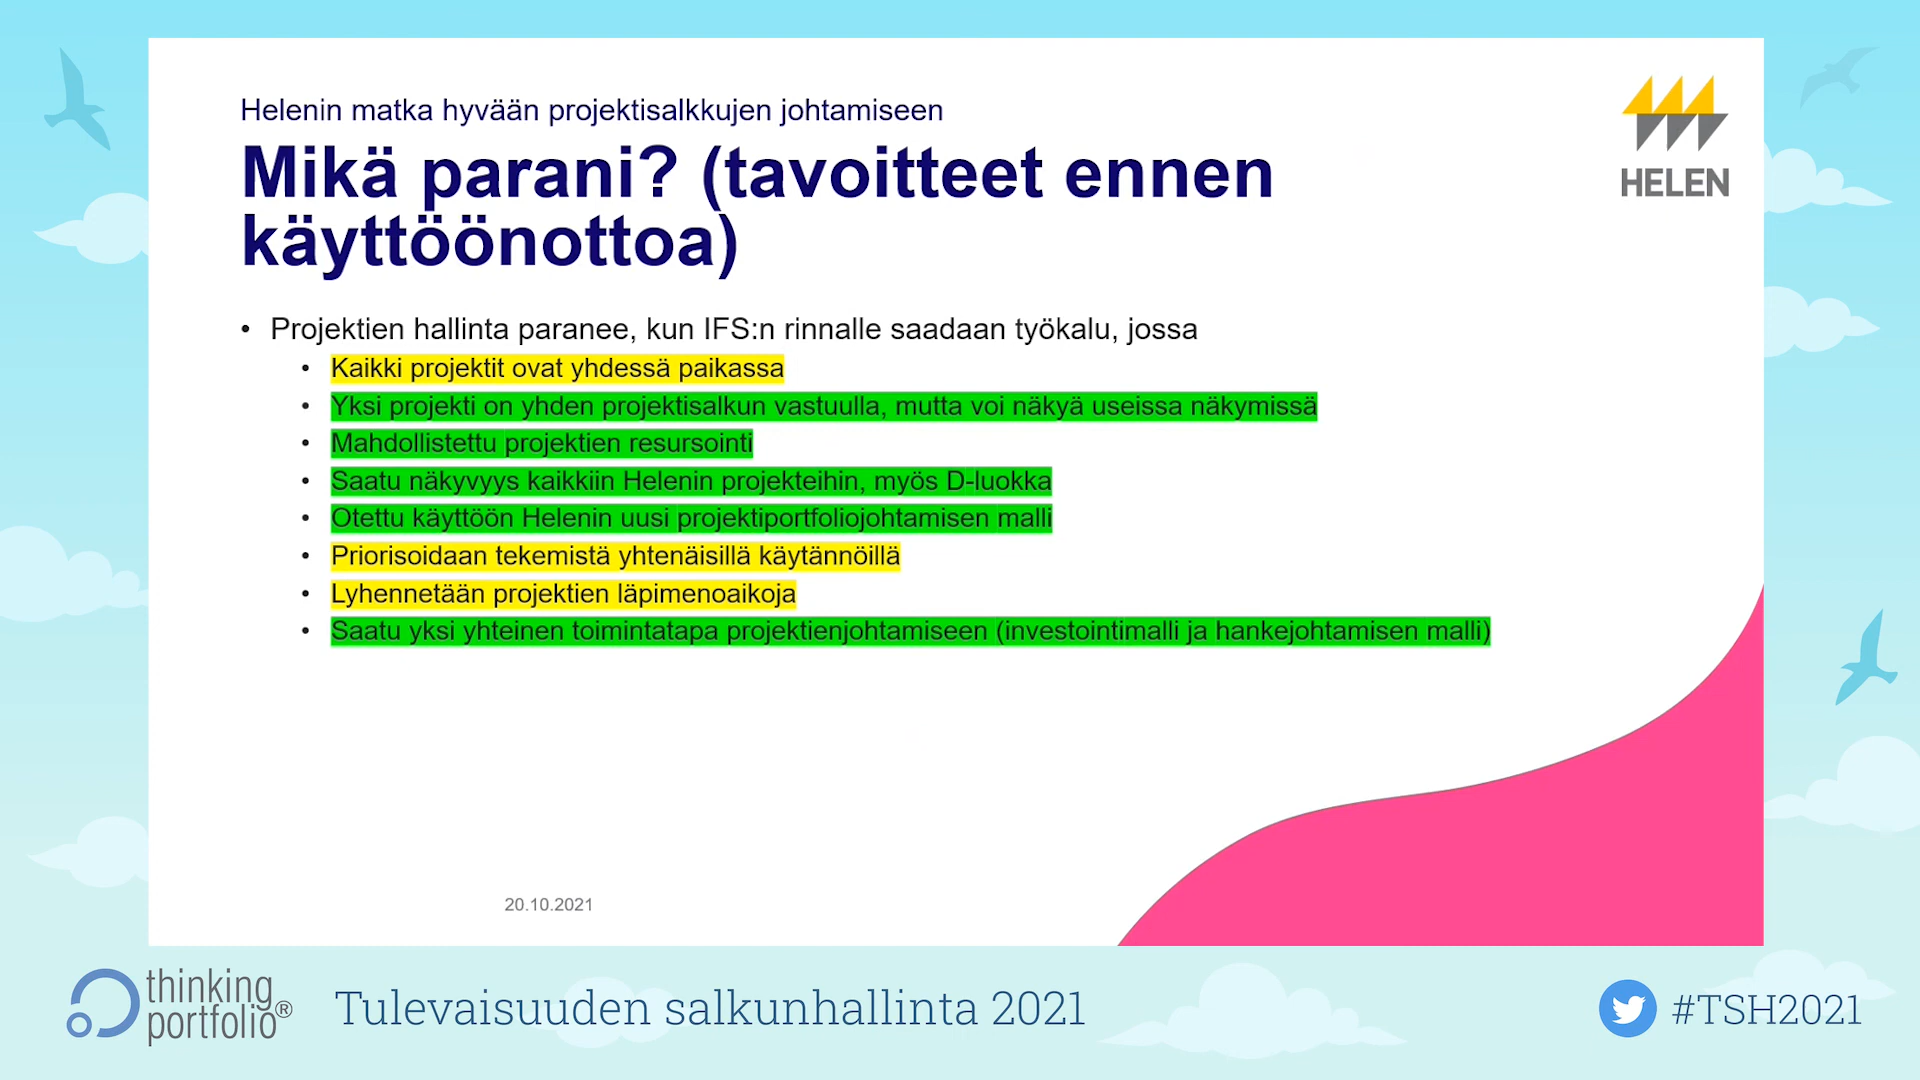 Helenin matka hyvään projektisalkkujen johtamiseen
Mikä parani? (tavoitteet ennen
käyttöönottoa)
HELEN
• Projektien hallinta paranee, kun IFS:n rinnalle saadaan työkalu, jossa
• Kaikki projektit ovat yhdessä paikassa
• Yksi projekti on yhden projektisalkun vastuulla, mutta voi näkyä useissa näkymissä
• Mahdollistettu projektien resursointi
• Saatu näkyvyys kaikkiin Helenin projekteihin, myös D-luokka
• Otettu käyttöön Helenin uusi projektiportfoliojohtamisen malli
• Priorisoidaan tekemistä yhtenäisillä käytännöillä
• Lyhennetään projektien läpimenoaikoja
• Saatu yksi yhteinen toimintatapa projektienjohtamiseen (investointimalli ja hankejohtamisen malli)
20.10.2021
thinking
portfolio®
Tulevaisuuden salkunhallinta 2021
#TSH2021